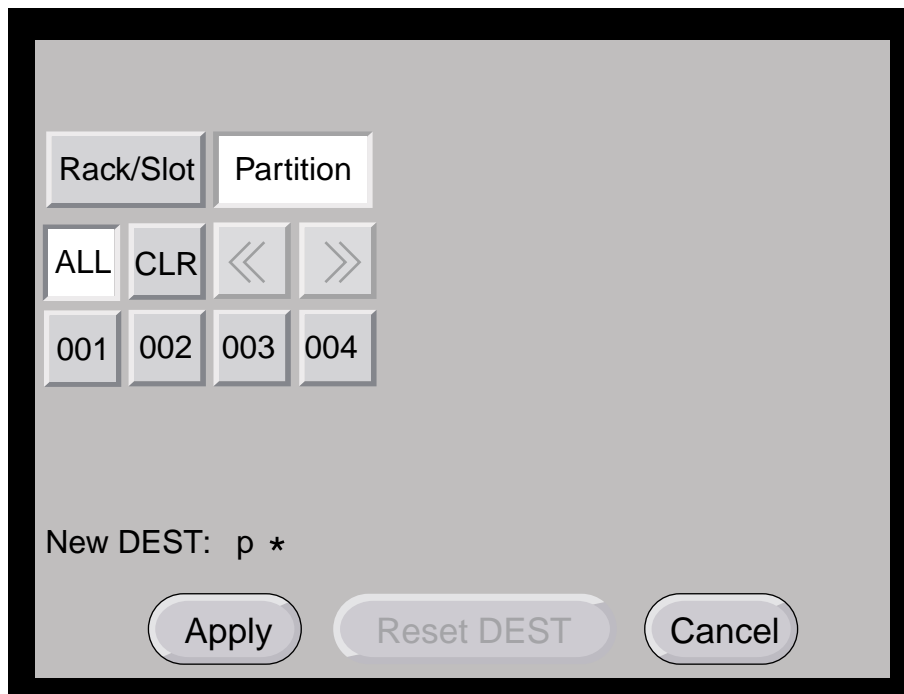 Rack/Slot Partition
ALL CLR
001 002 003 004
New DEST: p *
Apply Reset DEST Cancel